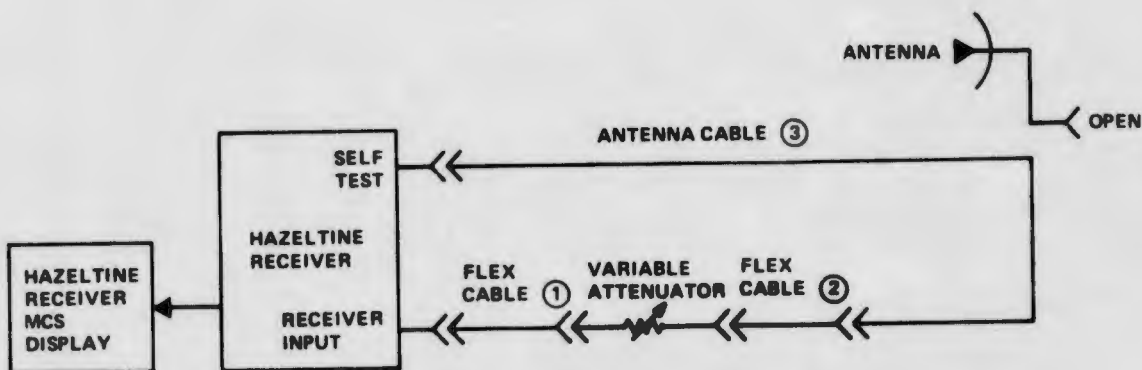 ANTENNA
OPEN
ANTENNA CABLE ③
SELF
TEST
HAZELTINE
RECEIVER
RECEIVER
INPUT
FLEX
CABLE ①
VARIABLE
ATTENUATOR
FLEX
CABLE ②
HAZELTINE
RECEIVER
MCS
DISPLAY